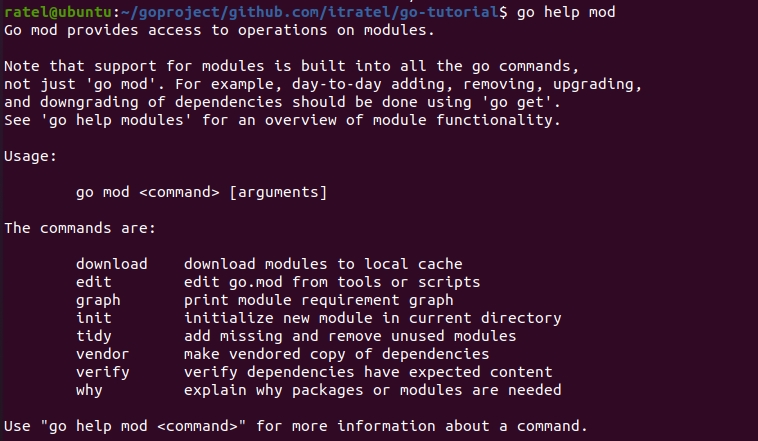 ratel@ubuntu:~/goproject/github.com/itratel/go-tutorial$ go help mod
Go mod provides access to operations on modules.
Note that support for modules is built into all the go commands,
not just 'go mod'. For example, day-to-day adding, removing, upgrading,
and downgrading of dependencies should be done using 'go get'.
See 'go help modules' for an overview of module functionality.
Usage:
go mod <command> [arguments]
The commands are:
download    download modules to local cache
edit        edit go.mod from tools or scripts
graph       print module requirement graph
init        initialize new module in current directory
tidy        add missing and remove unused modules
vendor      make vendored copy of dependencies
verify      verify dependencies have expected content
why         explain why packages or modules are needed
Use "go help mod <command>" for more information about a command.